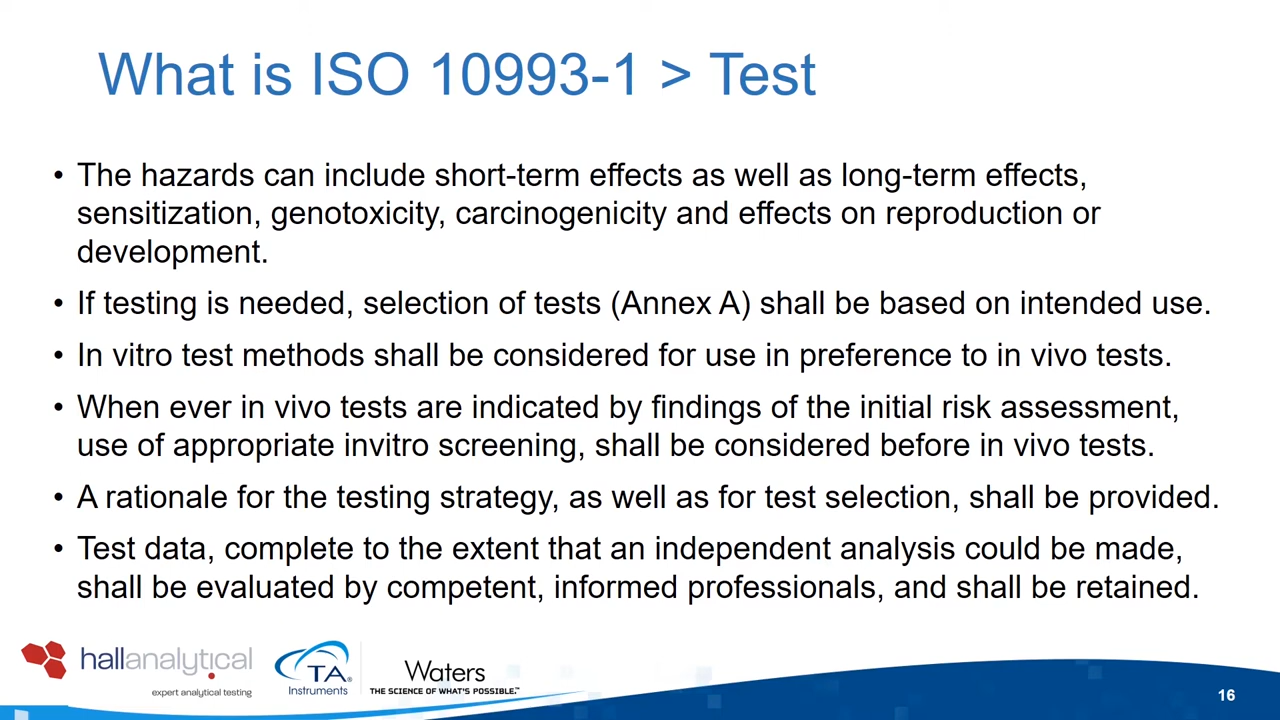 What is ISO 10993-1 > Test
• The hazards can include short-term effects as well as long-term effects,
sensitization, genotoxicity, carcinogenicity and effects on reproduction or
development.
• If testing is needed, selection of tests (Annex A) shall be based on intended use.
• In vitro test methods shall be considered for use in preference to in vivo tests.
• When ever in vivo tests are indicated by findings of the initial risk assessment,
use of appropriate invitro screening, shall be considered before in vivo tests.
• A rationale for the testing strategy, as well as for test selection, shall be provided.
• Test data, complete to the extent that an independent analysis could be made,
shall be evaluated by competent, informed professionals, and shall be retained.
hallanalytical
expert analytical testing
TA®
Instruments
Waters
THE SCIENCE OF WHAT'S POSSIBLE.™
16